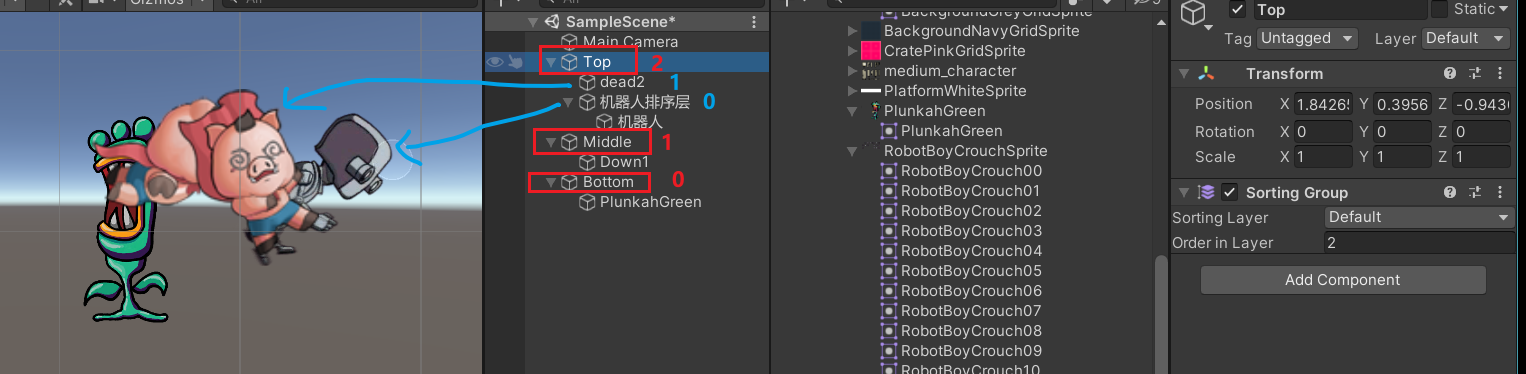 Gizmos
All
All
9
SampleScene*
Main Camera
Top
2
dead2
1
机器人排序层
0
机器人
Middle
1
Down1
Bottom
0
PlunkahGreen
BackgroundGreyGridSprite
BackgroundNavyGridSprite
CratePinkGridSprite
medium_character
PlatformWhiteSprite
PlunkahGreen
PlunkahGreen
RobotBoyCrouchSprite
RobotBoyCrouch00
RobotBoyCrouch01
RobotBoyCrouch02
RobotBoyCrouch03
RobotBoyCrouch04
RobotBoyCrouch05
RobotBoyCrouch06
RobotBoyCrouch07
RobotBoyCrouch08
RobotBoyCrouch09
RobotBoyCrouch10
Top
Static
Tag Untagged Layer Default
Transform
Position X 1.8426 Y 0.3956 Z -0.943
Rotation X 0 Y 0 Z 0
Scale X 1 Y 1 Z 1
Sorting Group
Sorting Layer Default
Order in Layer 2
Add Component